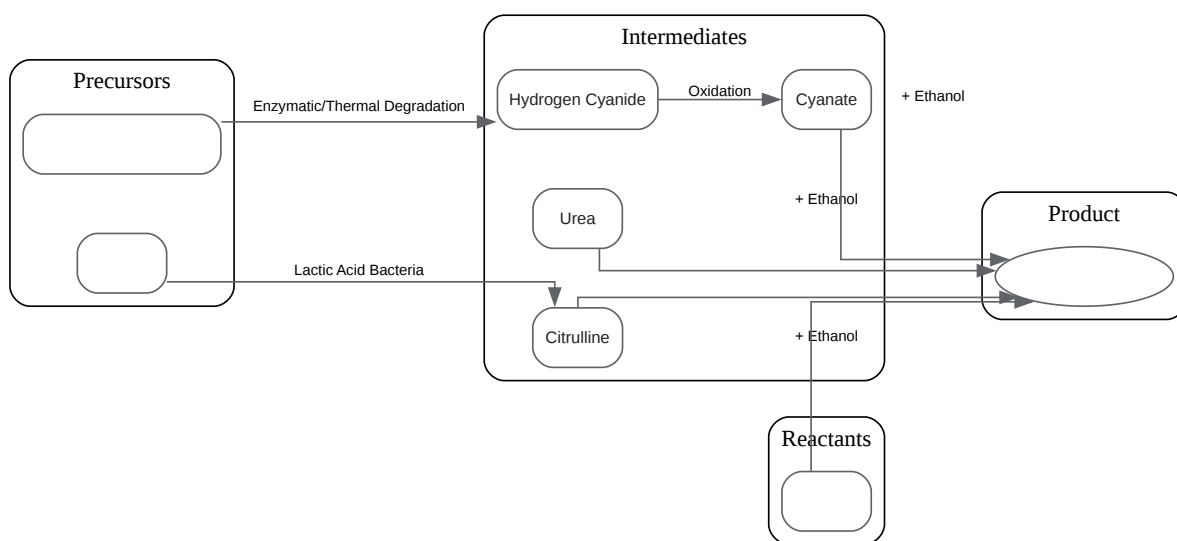 Precursors
Enzymatic/Thermal Degradation
Lactic Acid Bacteria
Intermediates
Hydrogen Cyanide
Oxidation
Cyanate
+ Ethanol
+ Ethanol
Urea
Citrulline
+ Ethanol
Product
Reactants